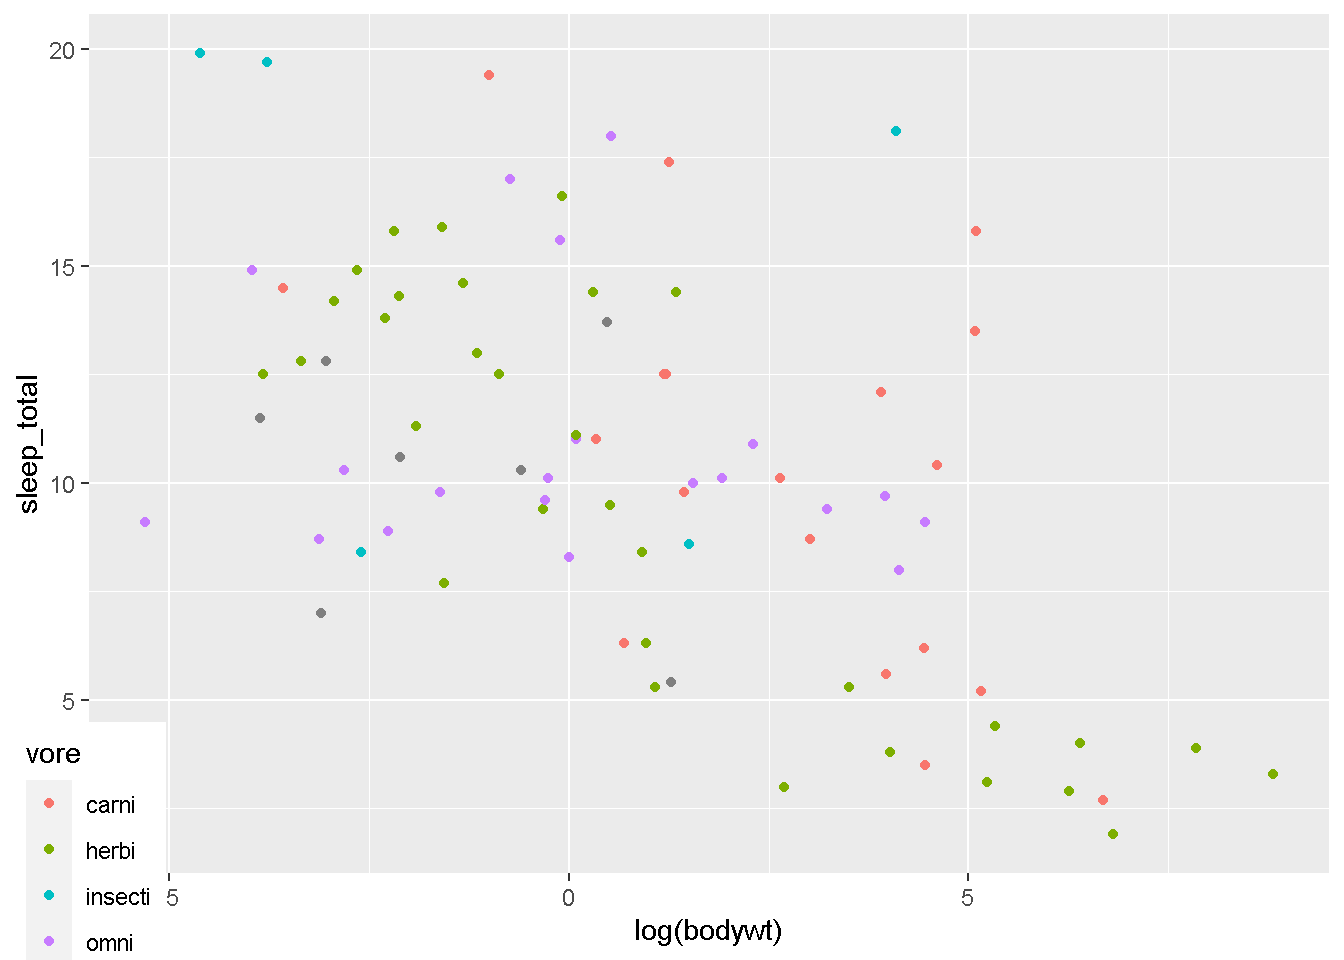 20
15
10
5
sleep_total
vore
carni
herbi
insecti
omni
5 0 5
log(bodywt)